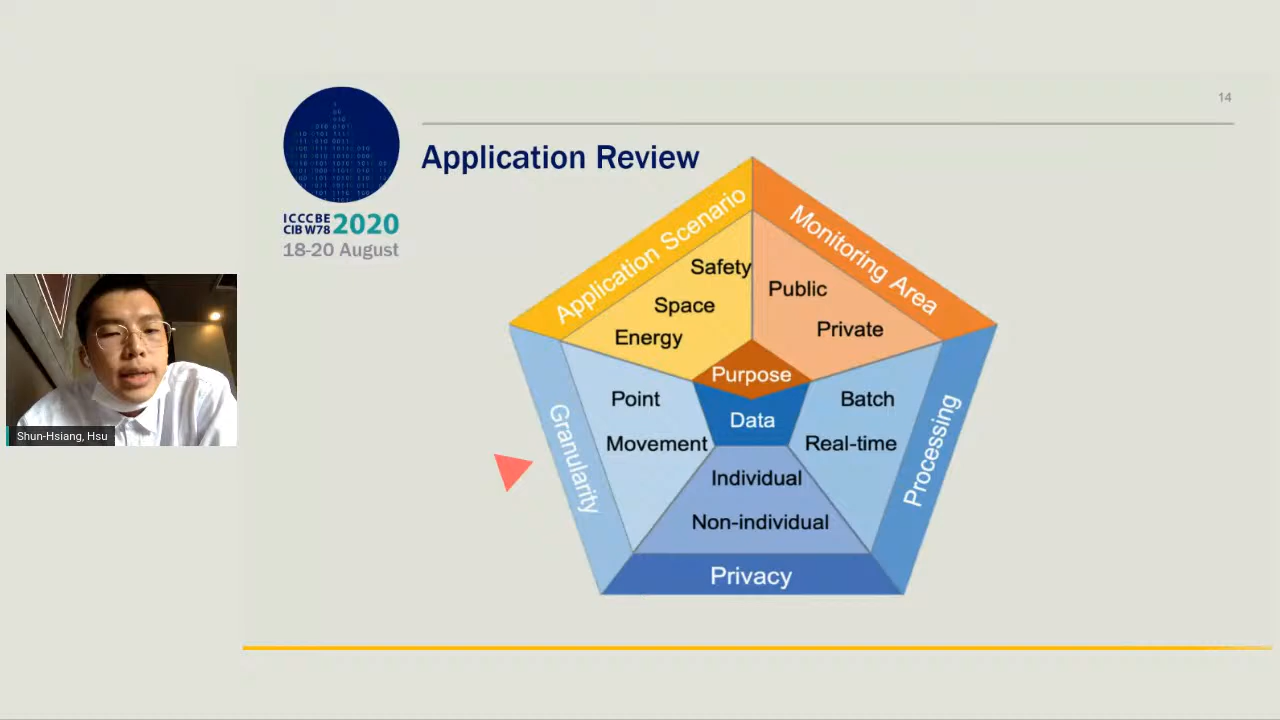 14
Application Review
ICCCBE
CIB W78 2020
18-20 August
Application Scenario
Monitoring Area
Safety
Space
Energy
Public
Private
Purpose
Data
Point
Movement
Granularity
Batch
Real-time
Processing
Individual
Non-individual
Privacy
Shun-Hsiang, Hsu